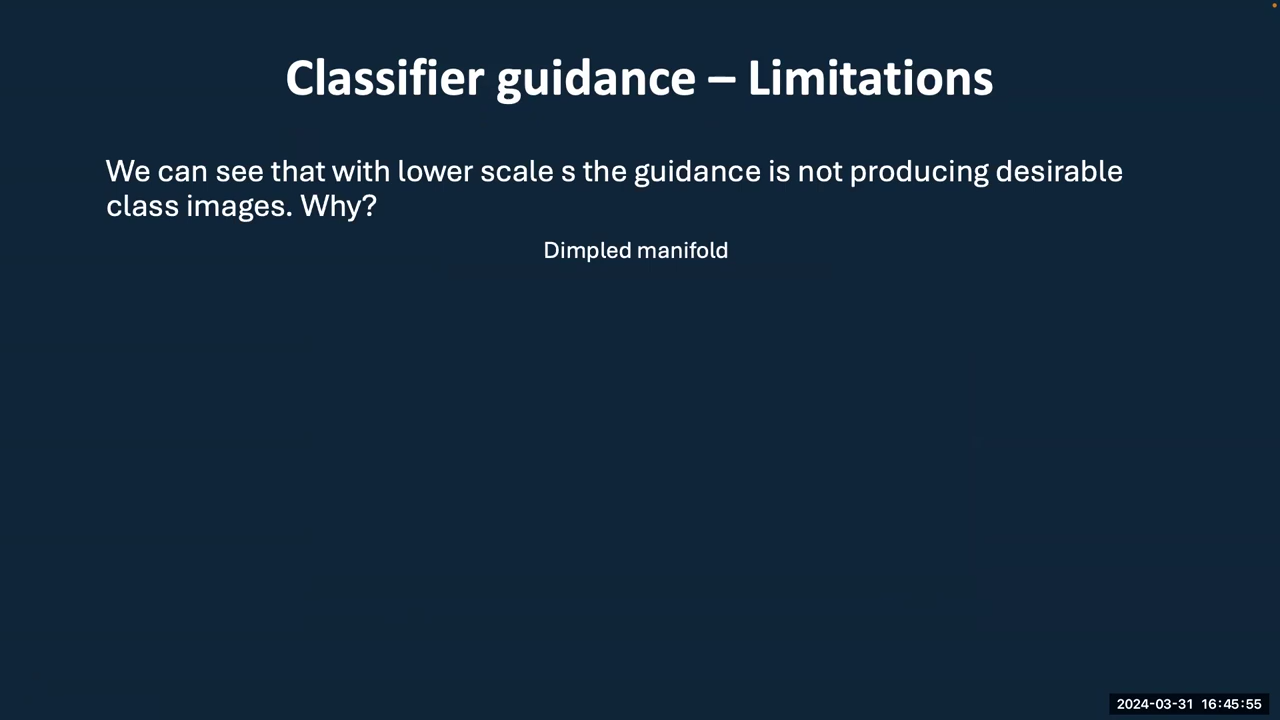 Classifier guidance – Limitations
We can see that with lower scale s the guidance is not producing desirable
class images. Why?
Dimpled manifold
2024-03-31 16:45:55